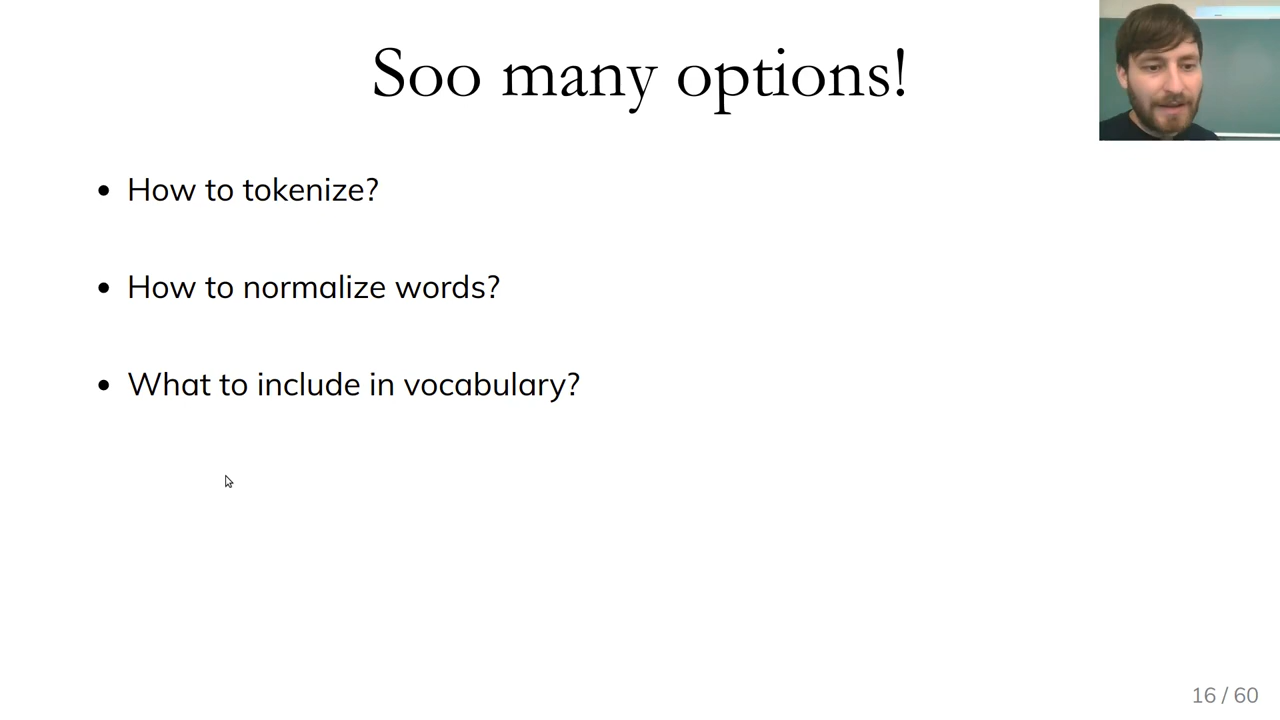 Soo many options!
• How to tokenize?
• How to normalize words?
• What to include in vocabulary?
16 / 60